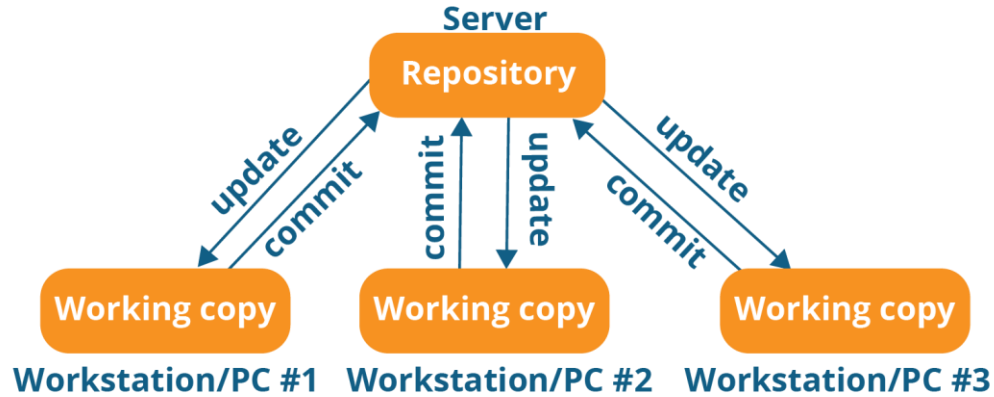 Server
Repository
update
commit
commit
update
update
commit
Working copy
Working copy
Working copy
Workstation/PC #1
Workstation/PC #2
Workstation/PC #3